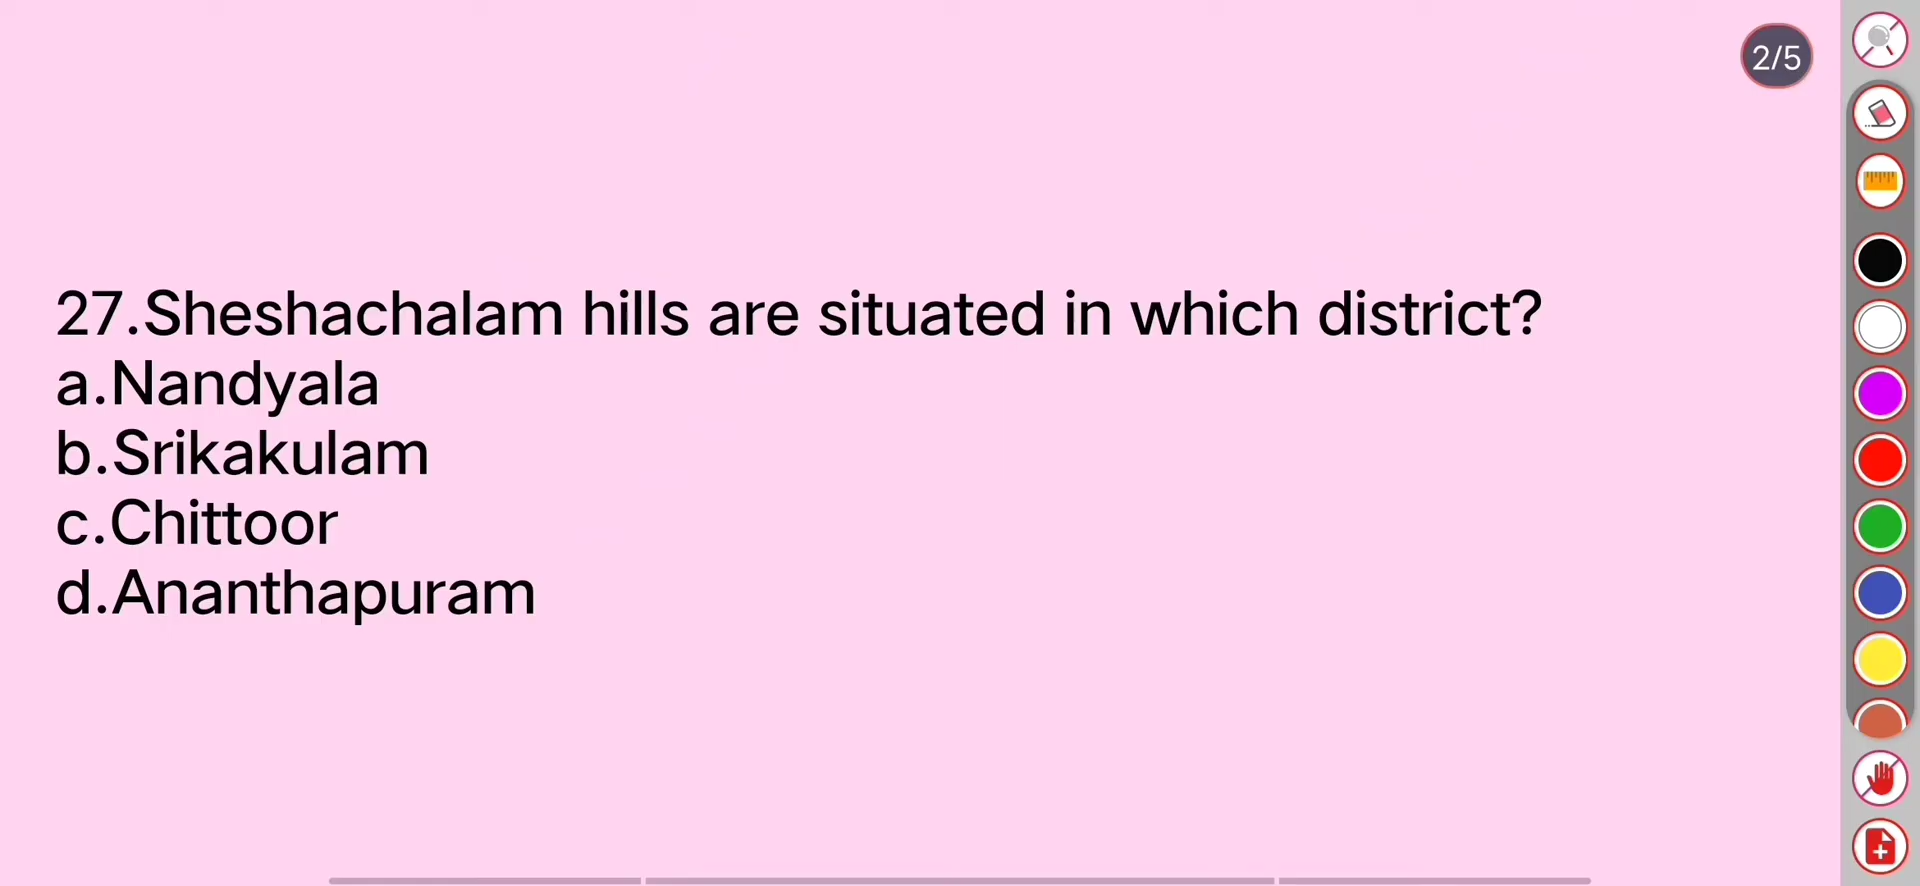 2/5
27.Sheshachalam hills are situated in which district?
a.Nandyala
b.Srikakulam
c.Chittoor
d.Ananthapuram